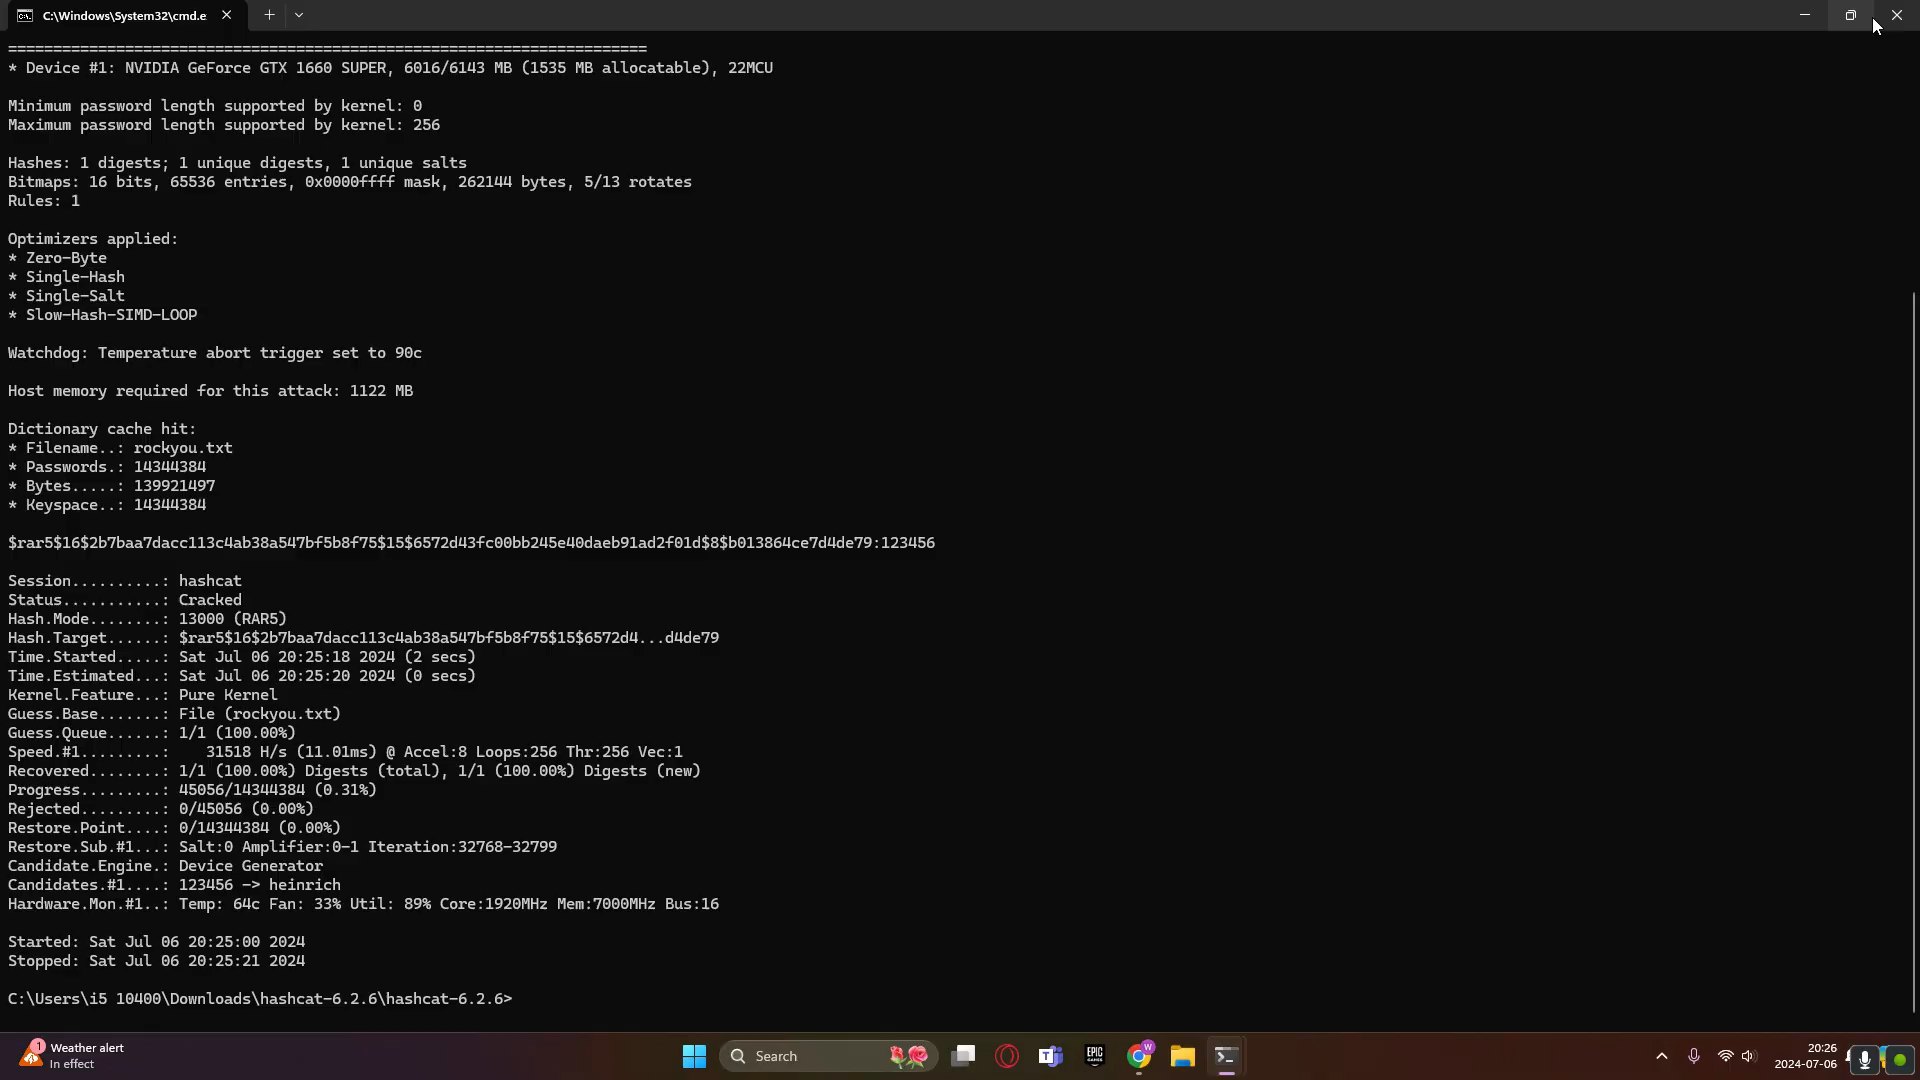 C:\Windows\System32\cmd.e
======================================================================
* Device #1: NVIDIA GeForce GTX 1660 SUPER, 6016/6143 MB (1535 MB allocatable), 22MCU
Minimum password length supported by kernel: 0
Maximum password length supported by kernel: 256
Hashes: 1 digests; 1 unique digests, 1 unique salts
Bitmaps: 16 bits, 65536 entries, 0x0000ffff mask, 262144 bytes, 5/13 rotates
Rules: 1
Optimizers applied:
* Zero-Byte
* Single-Hash
* Single-Salt
* Slow-Hash-SIMD-LOOP
Watchdog: Temperature abort trigger set to 90c
Host memory required for this attack: 1122 MB
Dictionary cache hit:
* Filename..: rockyou.txt
* Passwords.: 14344384
* Bytes.....: 139921497
* Keyspace..: 14344384
$rar5$16$2b7baa7dacc113c4ab38a547bf5b8f75$15$6572d43fc00bb245e40daeb91ad2f01d$8$b013864ce7d4de79:123456
Session..........: hashcat
Status...........: Cracked
Hash.Mode........: 13000 (RAR5)
Hash.Target......: $rar5$16$2b7baa7dacc113c4ab38a547bf5b8f75$15$6572d4...d4de79
Time.Started.....: Sat Jul 06 20:25:18 2024 (2 secs)
Time.Estimated...: Sat Jul 06 20:25:20 2024 (0 secs)
Kernel.Feature...: Pure Kernel
Guess.Base.......: File (rockyou.txt)
Guess.Queue......: 1/1 (100.00%)
Speed.#1.........:    31518 H/s (11.01ms) @ Accel:8 Loops:256 Thr:256 Vec:1
Recovered........: 1/1 (100.00%) Digests (total), 1/1 (100.00%) Digests (new)
Progress.........: 45056/14344384 (0.31%)
Rejected.........: 0/45056 (0.00%)
Restore.Point....: 0/14344384 (0.00%)
Restore.Sub.#1...: Salt:0 Amplifier:0-1 Iteration:32768-32799
Candidate.Engine.: Device Generator
Candidates.#1....: 123456 -> heinrich
Hardware.Mon.#1..: Temp: 64c Fan: 33% Util: 89% Core:1920MHz Mem:7000MHz Bus:16
Started: Sat Jul 06 20:25:00 2024
Stopped: Sat Jul 06 20:25:21 2024
C:\Users\i5 10400\Downloads\hashcat-6.2.6\hashcat-6.2.6>
1
Weather alert
In effect
Search
EPIC GAMES
W
20:26
2024-07-06